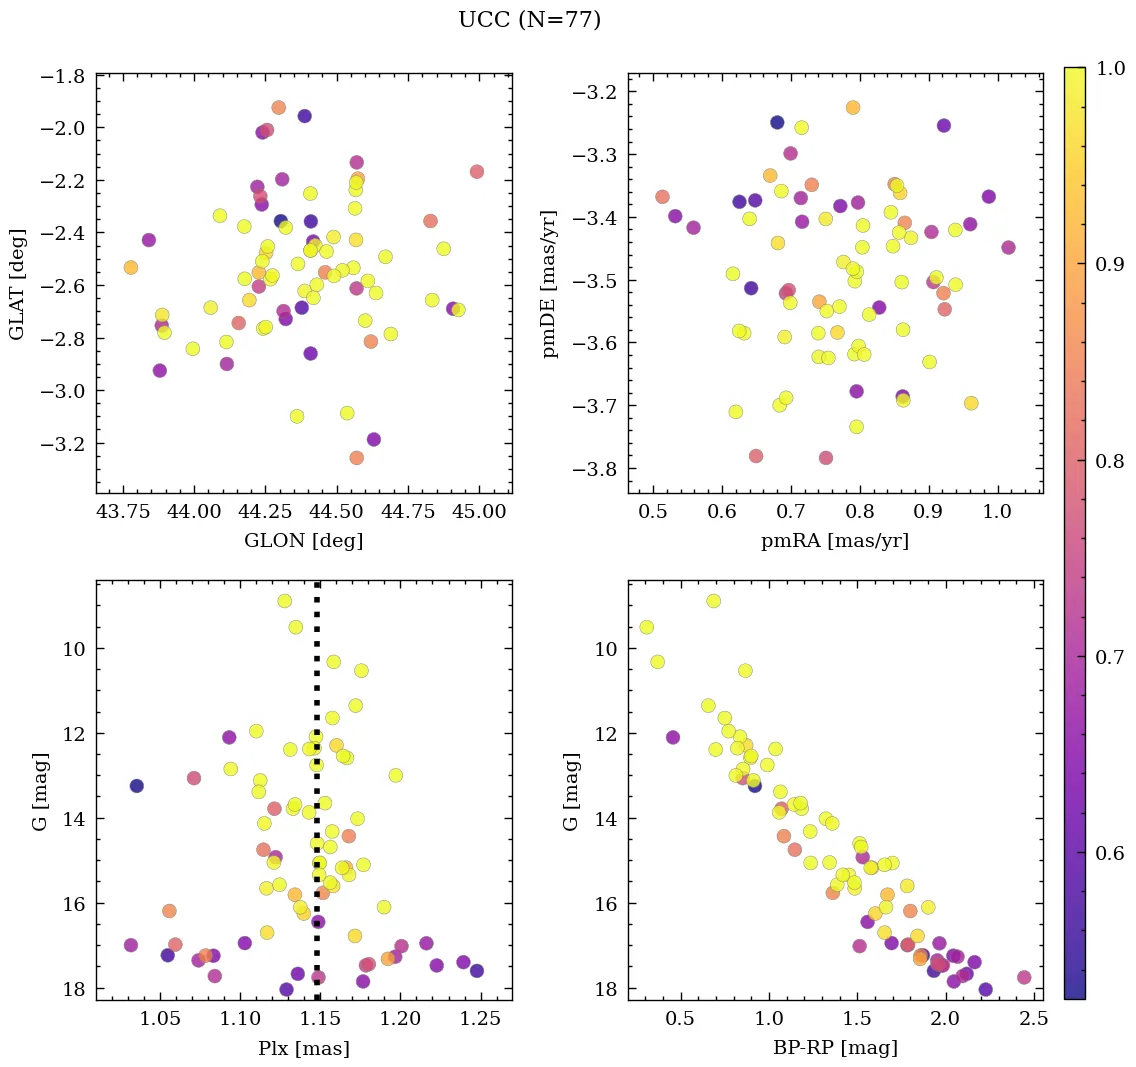 UCC (N=77)
−1.8
−2.0
−2.2
−2.4
−2.6
−2.8
−3.0
−3.2
GLAT [deg]
43.75 44.00 44.25 44.50 44.75 45.00
GLON [deg]
−3.2
−3.3
−3.4
−3.5
−3.6
−3.7
−3.8
pmDE [mas/yr]
0.5 0.6 0.7 0.8 0.9 1.0
pmRA [mas/yr]
10
12
14
16
18
G [mag]
1.05 1.10 1.15 1.20 1.25
Plx [mas]
10
12
14
16
18
G [mag]
0.5 1.0 1.5 2.0 2.5
BP-RP [mag]
1.0
0.9
0.8
0.7
0.6